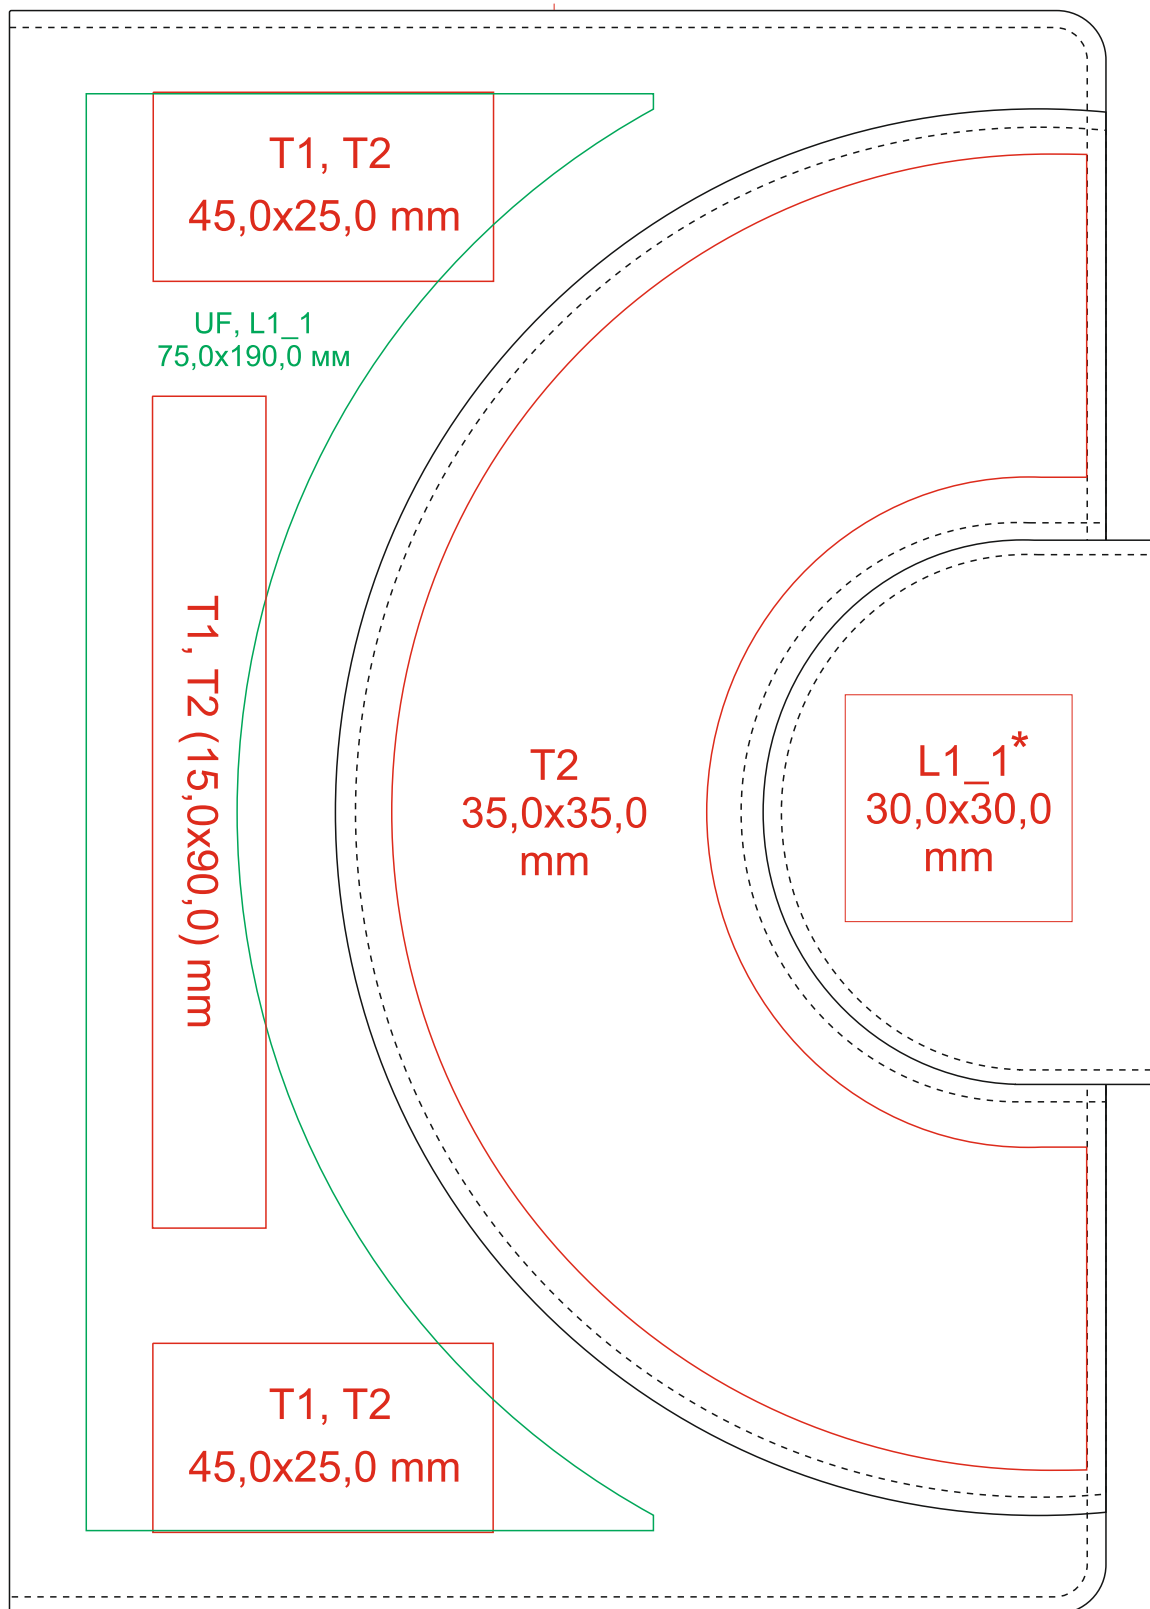 T1, T2
45,0x25,0 mm
UF, L1_1
75,0x190,0 мм
T1, T2 (15,0x90,0) mm
T2
35,0x35,0
mm
L1_1*
30,0x30,0
mm
T1, T2
45,0x25,0 mm